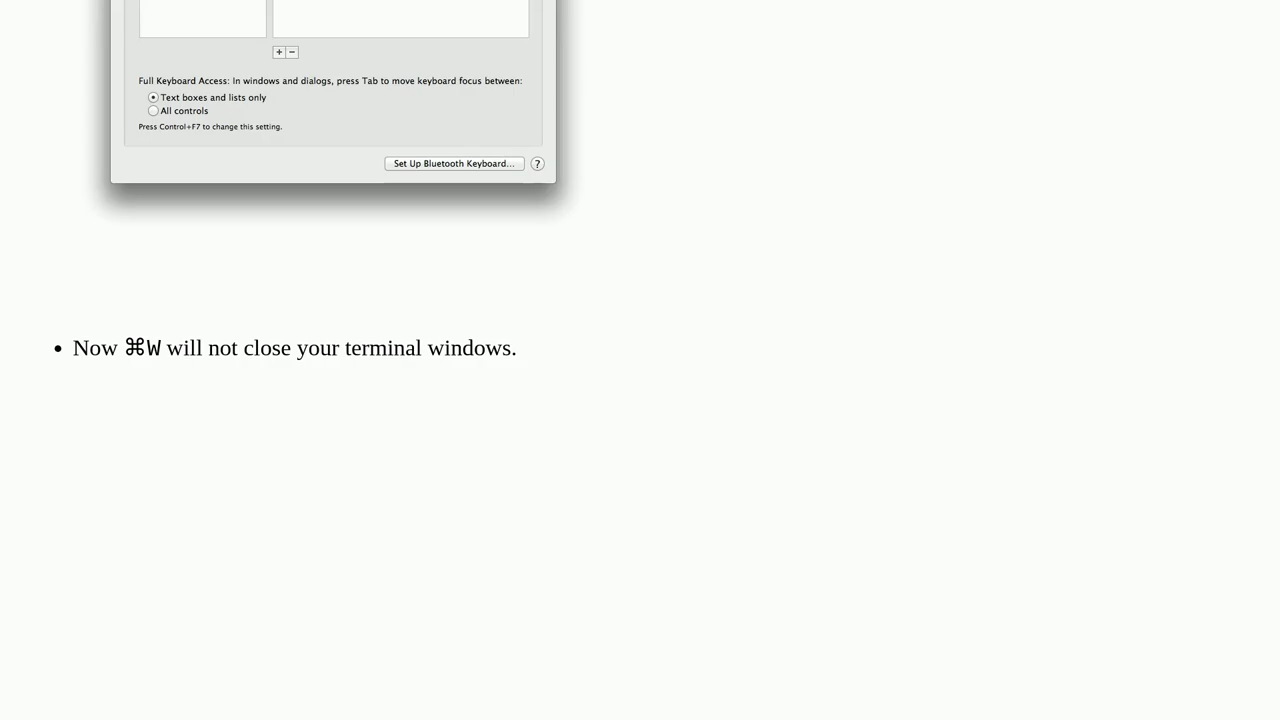 + −
Full Keyboard Access: In windows and dialogs, press Tab to move keyboard focus between:
Text boxes and lists only
All controls
Press Control+F7 to change this setting.
Set Up Bluetooth Keyboard... ?
• Now ⌘W will not close your terminal windows.